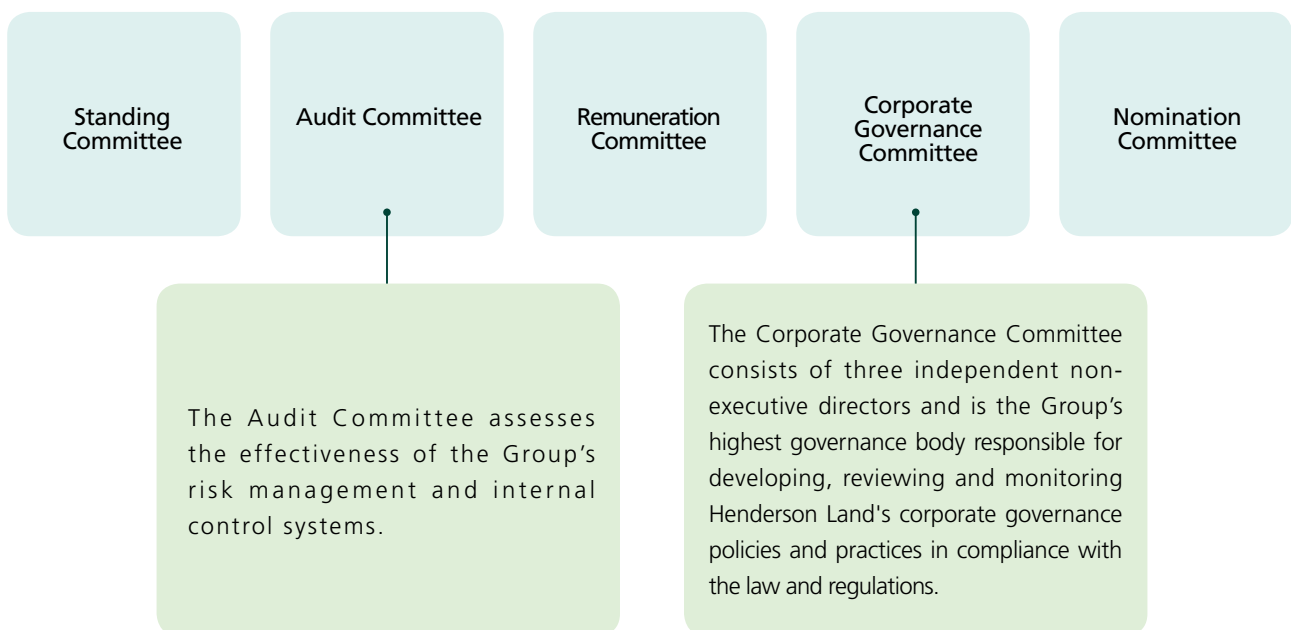 Standing
Committee
Audit Committee
Remuneration
Committee
Corporate
Governance
Committee
Nomination
Committee
The Audit Committee assesses
the effectiveness of the Group’s
risk management and internal
control systems.
The Corporate Governance Committee
consists of three independent non-
executive directors and is the Group’s
highest governance body responsible for
developing, reviewing and monitoring
Henderson Land's corporate governance
policies and practices in compliance with
the law and regulations.